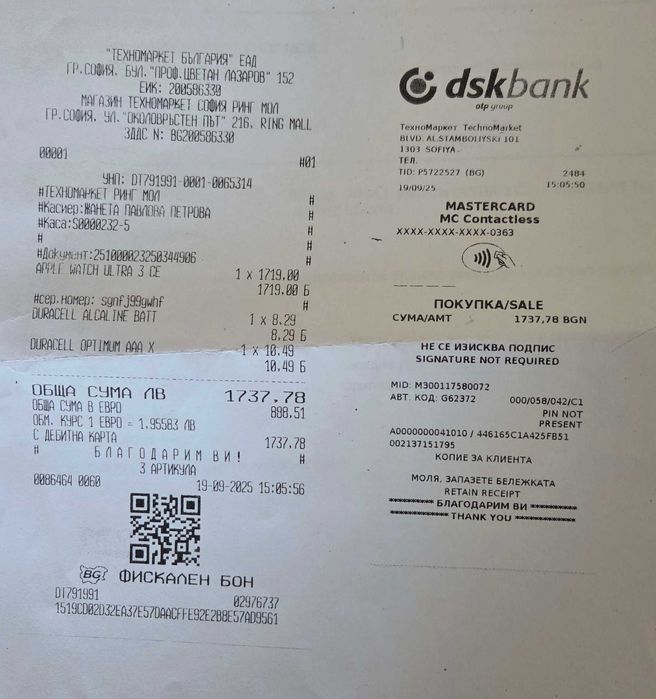 "ТЕХНОМАРКЕТ БЪЛГАРИЯ" ЕАД
ГР.СОФИЯ, БУЛ."ПРОФ.ЦВЕТАН ЛАЗАРОВ" 152
ЕИК: 200586330
МАГАЗИН ТЕХНОМАРКЕТ СОФИЯ РИНГ МОЛ
ГР.СОФИЯ, УЛ."ОКОЛОВРЪСТЕН ПЪТ" 216, RING MALL
ЗДДС N: BG200586330
00001 #01
УНП: DT791991-0001-0065314
#ТЕХНОМАРКЕТ РИНГ МОЛ #
#Касиер:ЖАНЕТА ПАВЛОВА ПЕТРОВА #
#Каса:S0000232-5 #
# #
#Документ:251000023250344906 #
APPLE WATCH ULTRA 3 CE 1 x 1719.00
1719.00 Б
#сер.номер: sgnfj99gwhf #
DURACELL ALCALINE BATT 1 x 8.29
8.29 Б
DURACELL OPTIMUM AAA X 1 x 10.49
10.49 Б
ОБЩА СУМА ЛВ 1737.78
ОБЩА СУМА В ЕВРО 888.51
ОБМ. КУРС 1 ЕВРО = 1.95583 ЛВ
С ДЕБИТНА КАРТА 1737.78
# Б Л А Г О Д А Р И М В И ! #
3 АРТИКУЛА
0086464 0060 19-09-2025 15:05:56
BG ФИСКАЛЕН БОН
DT791991 02976737
1519CD02D32EA37E57DAACFFE92E2B8E57AD9561
dskbank
otp group
ТехноМаркет TechnoMarket
BLVD. AL.STAMBOLIYSKI 101
1303 SOFIYA
ТЕЛ.
TID: P5722527 (BG) 2484
19/09/25 15:05:50
MASTERCARD
MC Contactless
XXXX-XXXX-XXXX-0363
ПОКУПКА/SALE
СУМА/AMT 1737,78 BGN
НЕ СЕ ИЗИСКВА ПОДПИС
SIGNATURE NOT REQUIRED
MID: M300117580072
АВТ. КОД: G62372 000/058/042/C1
PIN NOT
PRESENT
A0000000041010 / 446165C1A425FB51
002137151795
КОПИЕ ЗА КЛИЕНТА
МОЛЯ, ЗАПАЗЕТЕ БЕЛЕЖКАТА
RETAIN RECEIPT
********** БЛАГОДАРИМ ВИ **********
************* THANK YOU *************